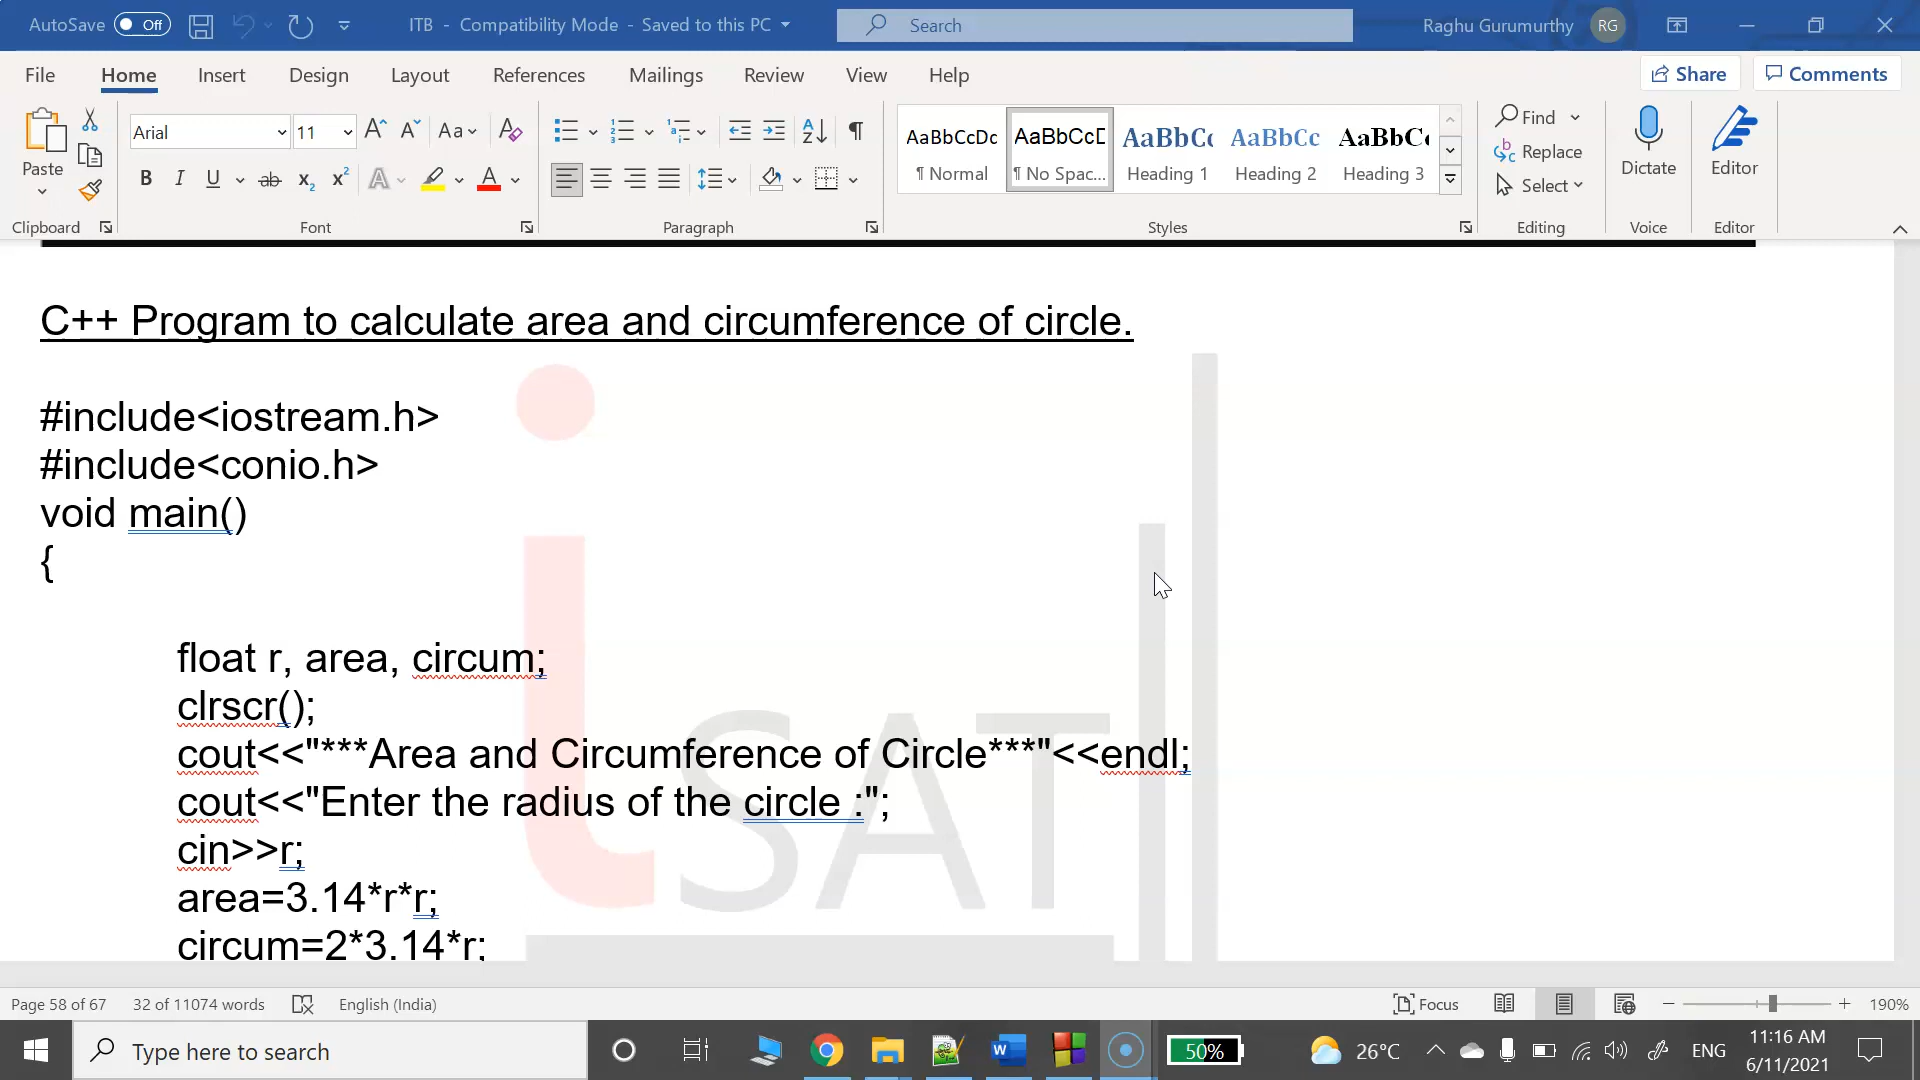 AutoSave Off ITB - Compatibility Mode - Saved to this PC Search Raghu Gurumurthy RG
File Home Insert Design Layout References Mailings Review View Help Share Comments
Paste Arial 11 Aa AaBbCcDc AaBbCcD AaBbCc AaBbCc AaBbC Find Replace Select Dictate Editor
B I U ab x2 x2 A A ¶ Normal ¶ No Spac... Heading 1 Heading 2 Heading 3
Clipboard Font Paragraph Styles Editing Voice Editor
C++ Program to calculate area and circumference of circle.
#include<iostream.h>
#include<conio.h>
void main()
{
float r, area, circum;
clrscr();
cout<<"***Area and Circumference of Circle***"<<endl;
cout<<"Enter the radius of the circle :";
cin>>r;
area=3.14*r*r;
circum=2*3.14*r;
iSAT
Page 58 of 67 32 of 11074 words English (India) Focus 190%
Type here to search 50% 26°C ENG 11:16 AM
6/11/2021